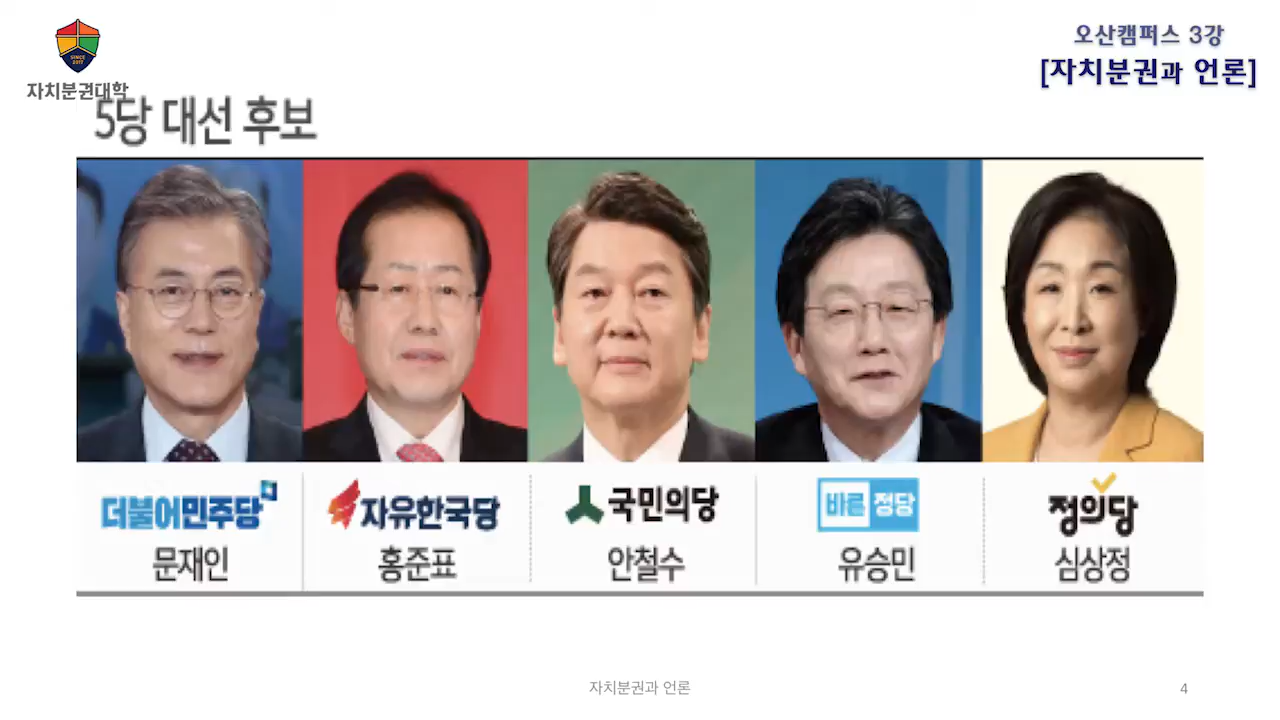 SINCE
2017
자치분권대학
오산캠퍼스 3강
[자치분권과 언론]
5당 대선 후보
더불어민주당
자유한국당
국민의당
바른정당
정의당
문재인
홍준표
안철수
유승민
심상정
자치분권과 언론
4